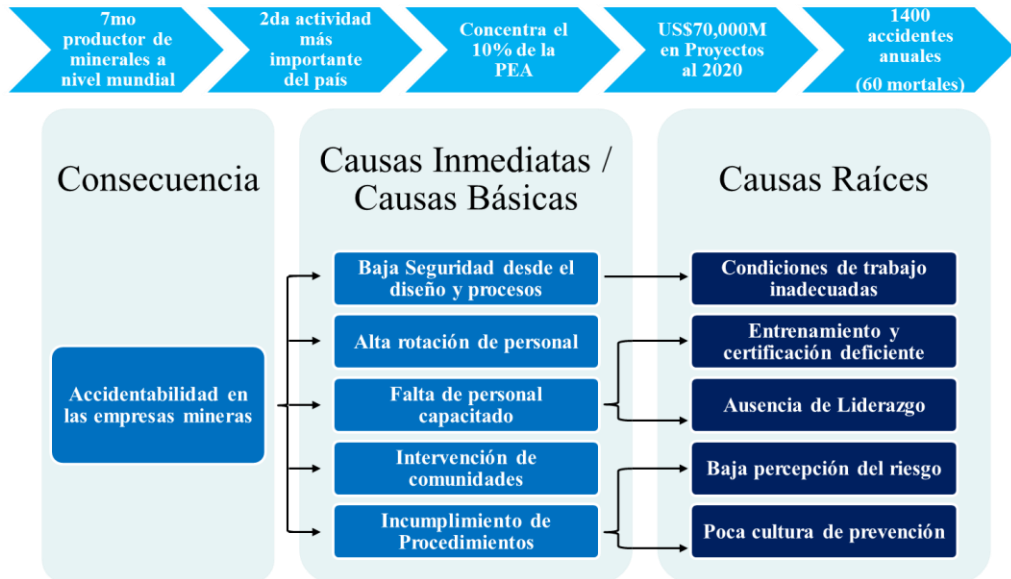 7mo
productor de
minerales a
nivel mundial
2da actividad
más
importante
del país
Concentra el
10% de la
PEA
US$70,000M
en Proyectos
al 2020
1400
accidentes
anuales
(60 mortales)
Consecuencia
Accidentabilidad en
las empresas mineras
Causas Inmediatas /
Causas Básicas
Baja Seguridad desde el
diseño y procesos
Alta rotación de personal
Falta de personal
capacitado
Intervención de
comunidades
Incumplimiento de
Procedimientos
Causas Raíces
Condiciones de trabajo
inadecuadas
Entrenamiento y
certificación deficiente
Ausencia de Liderazgo
Baja percepción del riesgo
Poca cultura de prevención